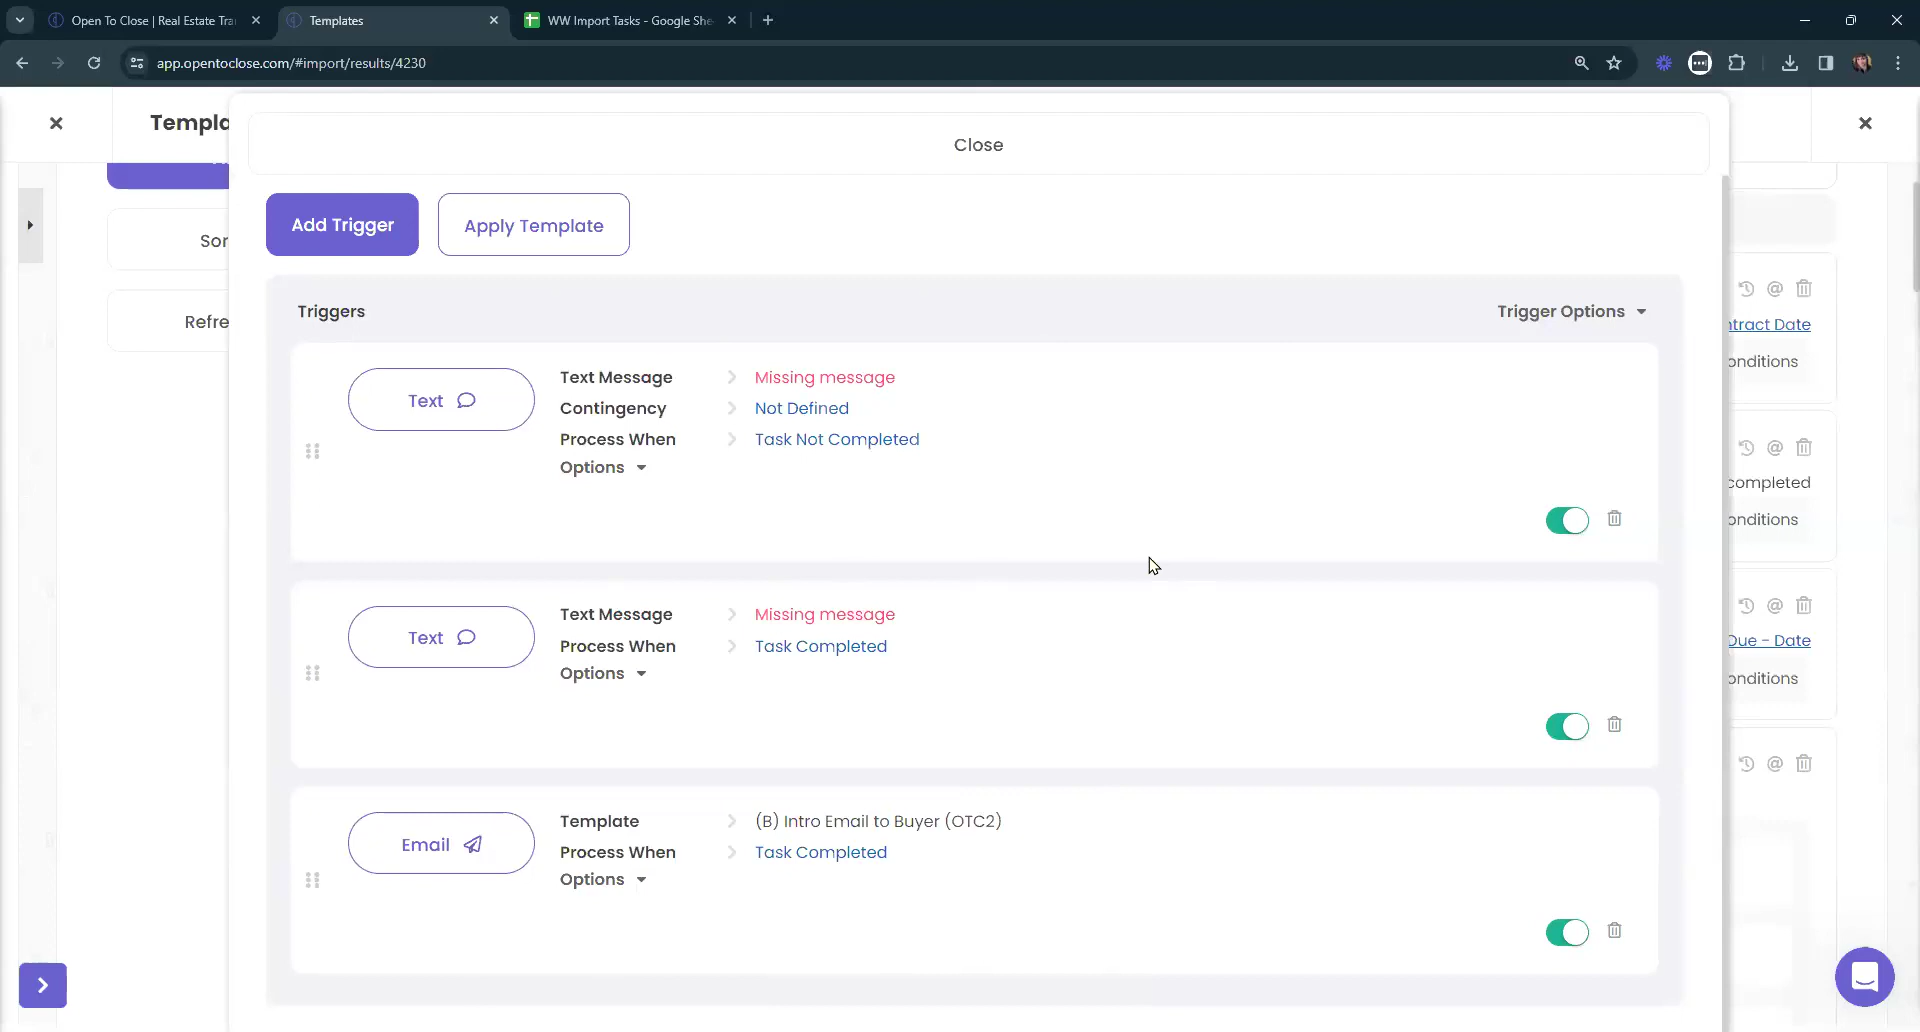 Open To Close | Real Estate Tra
Templates
WW Import Tasks - Google She
app.opentoclose.com/#import/results/4230
Templa
Close
Add Trigger
Apply Template
Sor
Refre
Triggers
Trigger Options
Text
Text Message
Missing message
Contingency
Not Defined
Process When
Task Not Completed
Options
Text
Text Message
Missing message
Process When
Task Completed
Options
Email
Template
(B) Intro Email to Buyer (OTC2)
Process When
Task Completed
Options
ntract Date
onditions
completed
onditions
Due - Date
onditions